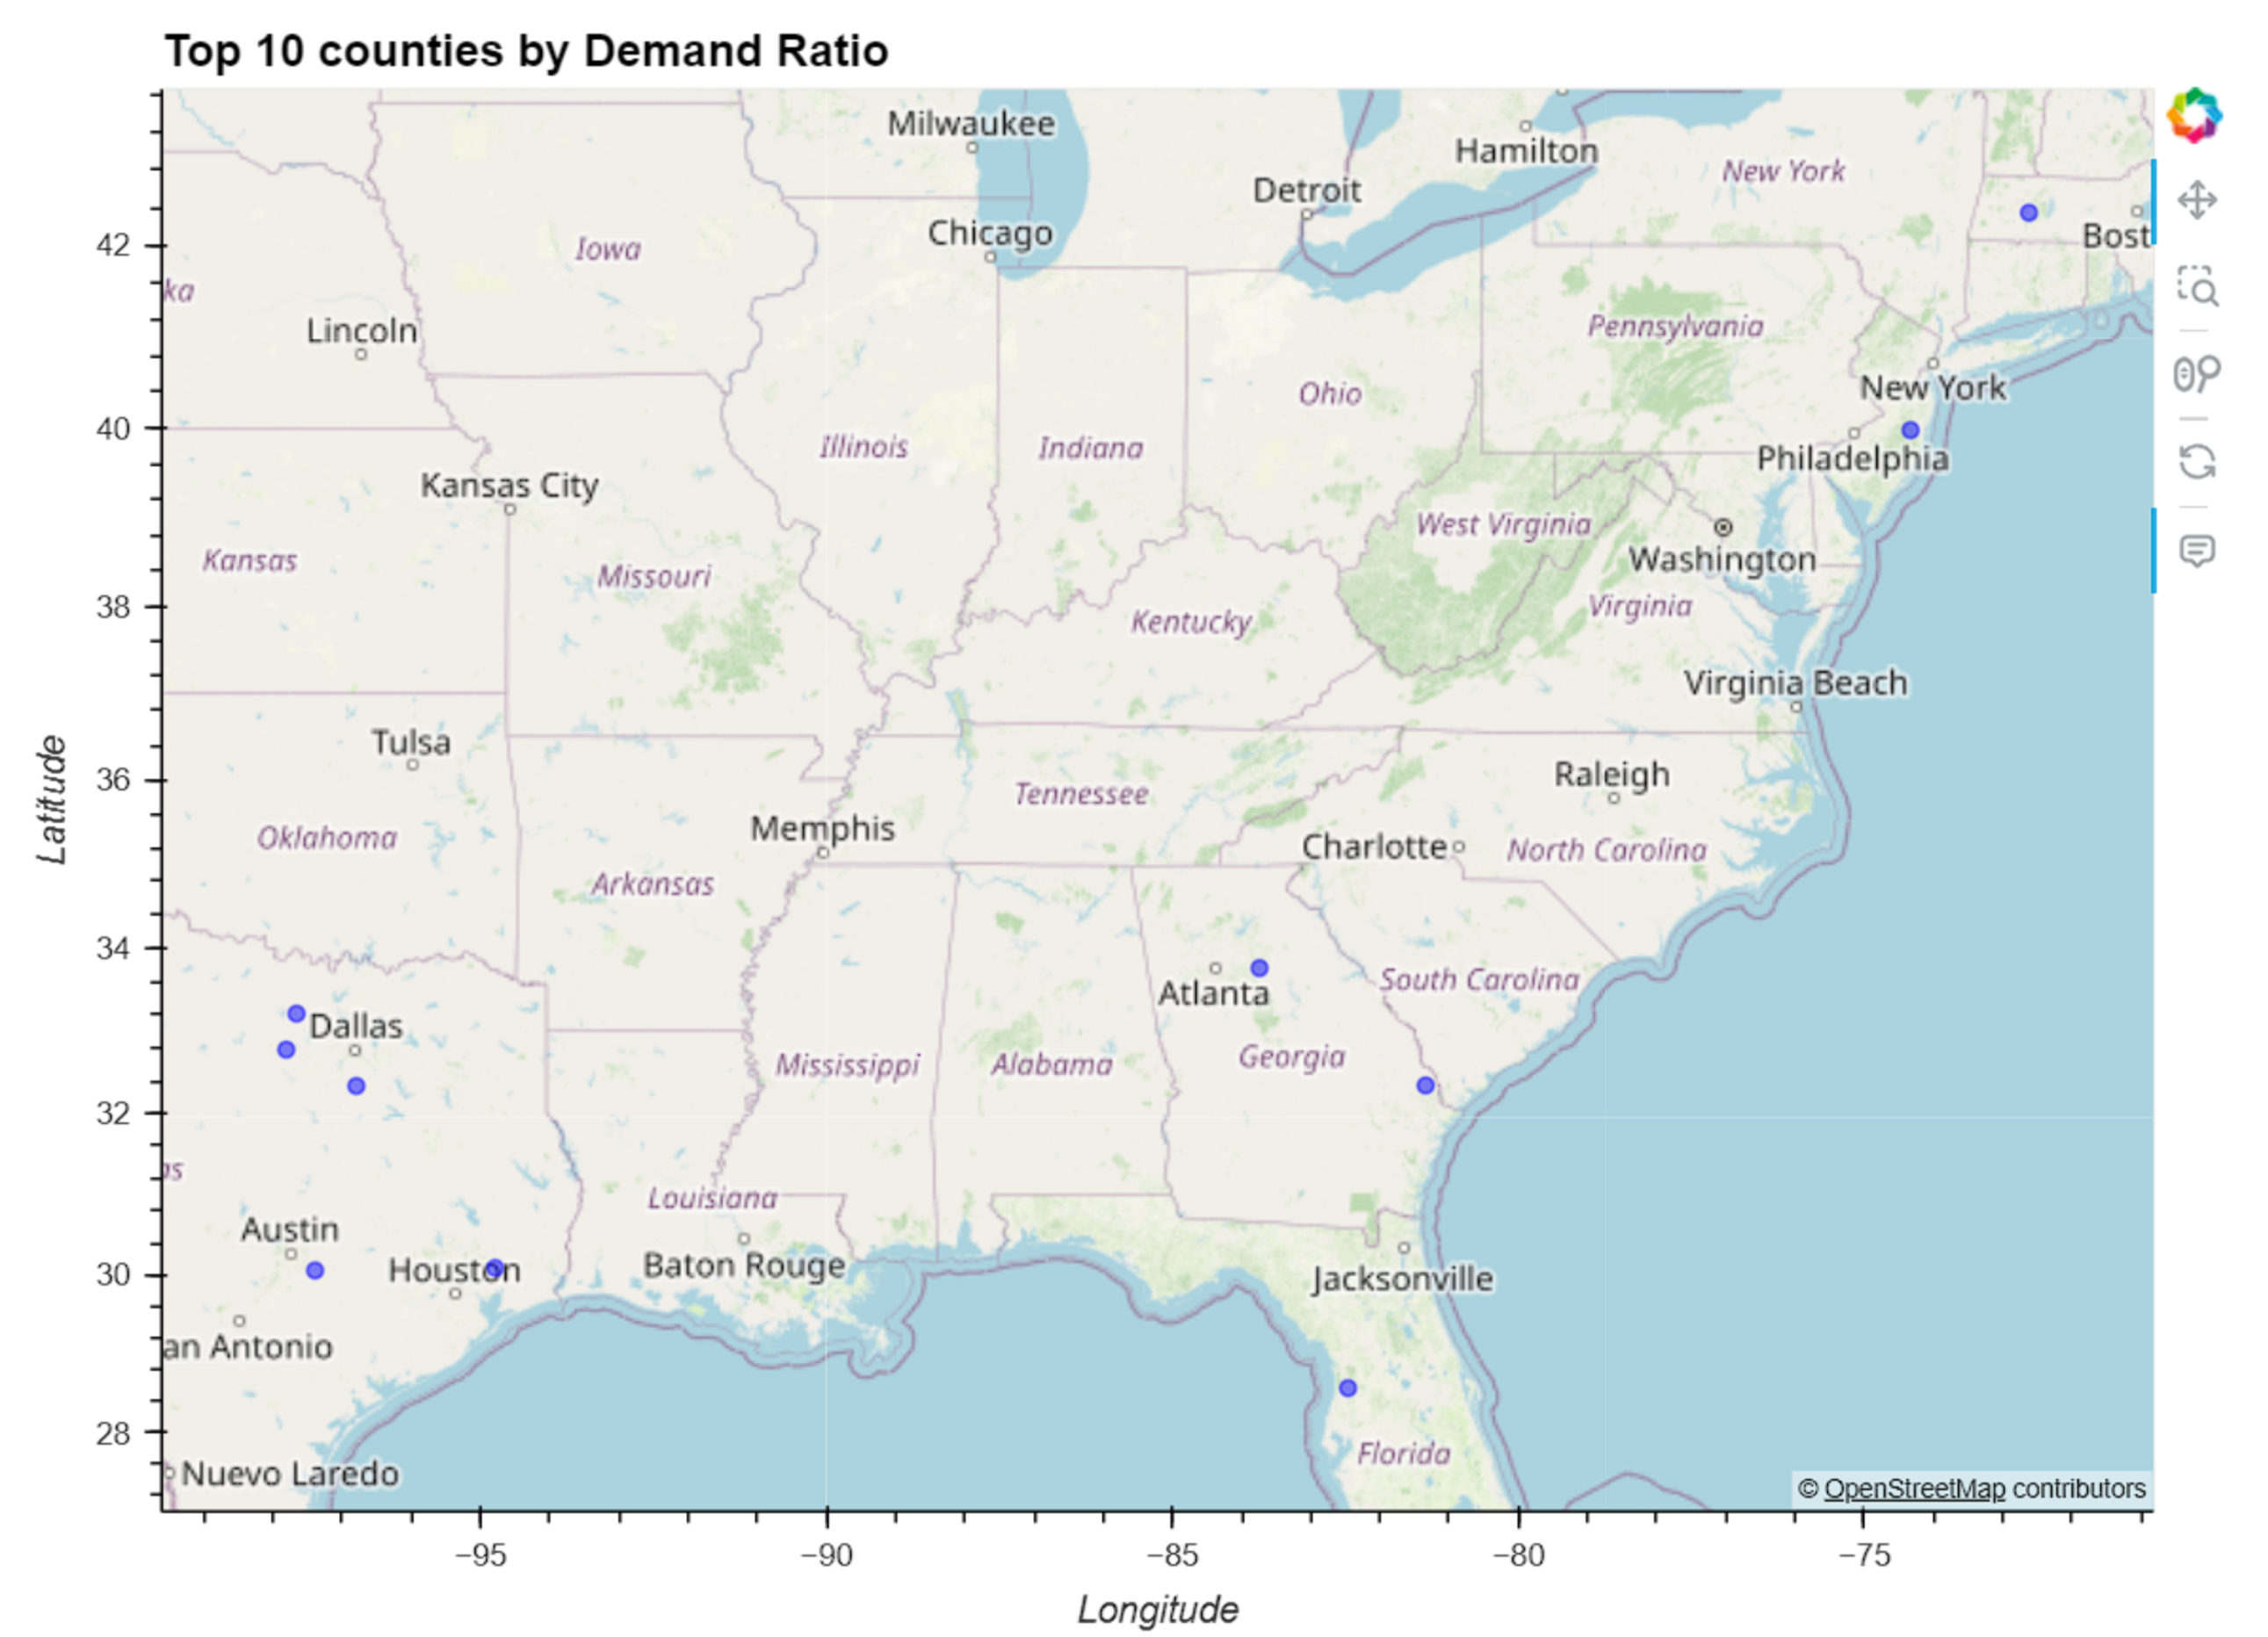 Top 10 counties by Demand Ratio
Milwaukee
Hamilton
New York
Detroit
Chicago
Bost
Iowa
ka
Lincoln
Pennsylvania
New York
Ohio
Illinois
Indiana
Philadelphia
Kansas City
West Virginia
Washington
Kansas
Missouri
Virginia
Kentucky
Virginia Beach
Tulsa
Raleigh
Tennessee
Oklahoma
Memphis
Charlotte
North Carolina
Arkansas
South Carolina
Atlanta
Dallas
Mississippi
Alabama
Georgia
as
Louisiana
Austin
Houston
Baton Rouge
Jacksonville
an Antonio
Florida
Nuevo Laredo
© OpenStreetMap contributors
42
40
38
36
34
32
30
28
Latitude
−95
−90
−85
−80
−75
Longitude